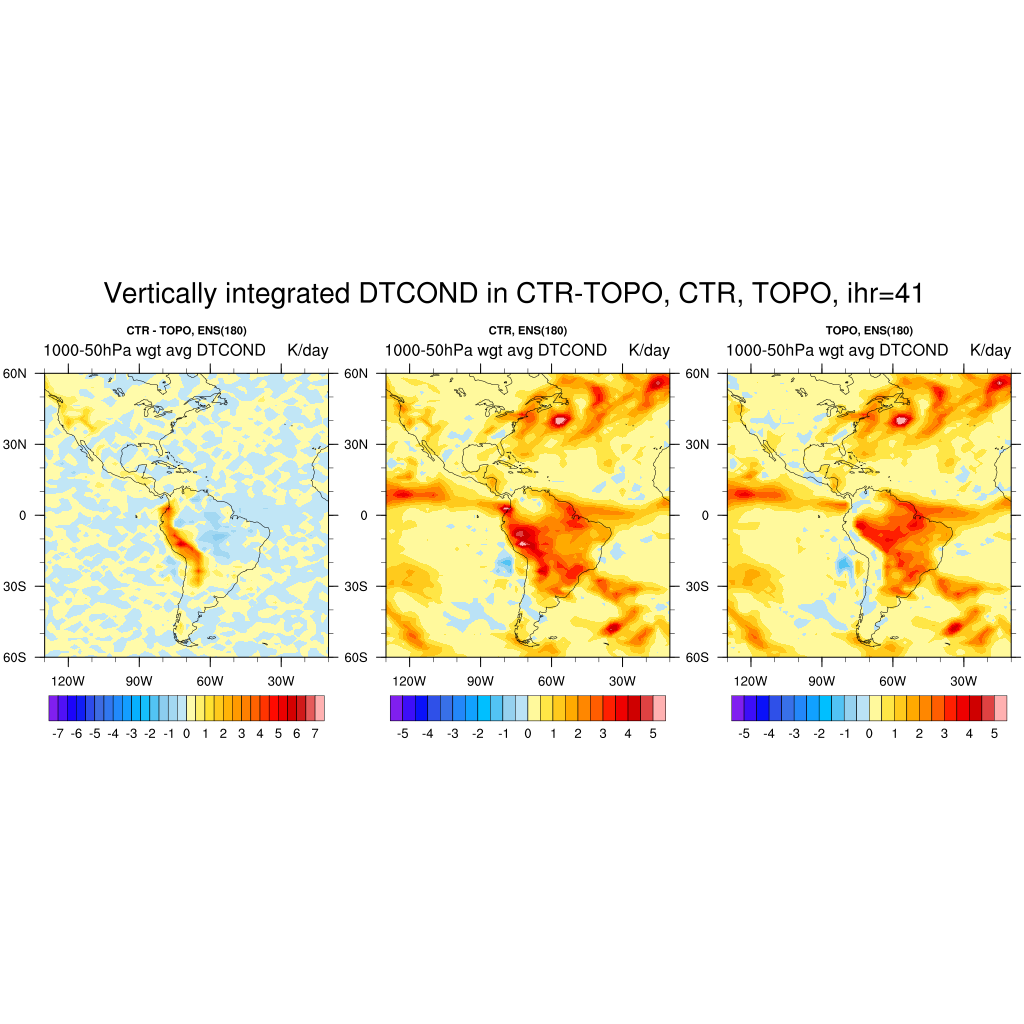 Vertically integrated DTCOND in CTR-TOPO, CTR, TOPO, ihr=41
CTR - TOPO, ENS(180)
1000-50hPa wgt avg DTCOND K/day
60N
30N
0
30S
60S
120W 90W 60W 30W
-7 -6 -5 -4 -3 -2 -1 0 1 2 3 4 5 6 7
CTR, ENS(180)
1000-50hPa wgt avg DTCOND K/day
60N
30N
0
30S
60S
120W 90W 60W 30W
-5 -4 -3 -2 -1 0 1 2 3 4 5
TOPO, ENS(180)
1000-50hPa wgt avg DTCOND K/day
60N
30N
0
30S
60S
120W 90W 60W 30W
-5 -4 -3 -2 -1 0 1 2 3 4 5